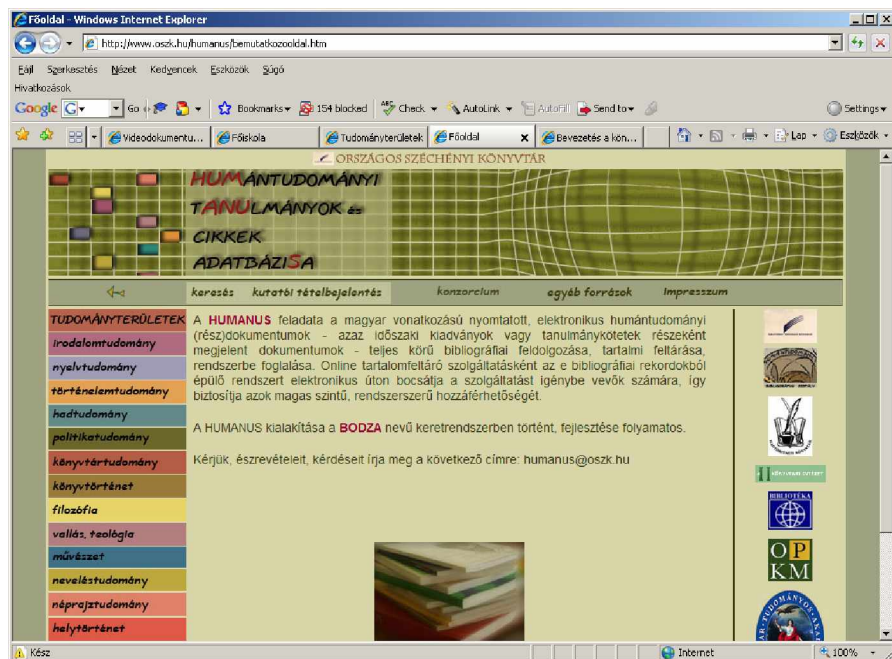 Főoldal - Windows Internet Explorer
http://www.oszk.hu/humanus/bemutatkozooldal.htm
Fájl Szerkesztés Nézet Kedvencek Eszközök Súgó
Hivatkozások
Google G Go Bookmarks 154 blocked ABC Check AutoLink AutoFill Send to Settings
Videodokumentu... Főiskola Tudományterületek Főoldal x Bevezetés a kön... Lap Eszközök
ORSZÁGOS SZÉCHÉNYI KÖNYVTÁR
HUMÁNTUDOMÁNYI
TANULMÁNYOK és
CIKKEK
ADATBÁZISA
keresés kutatói tételbejelentés konzorcium egyéb források Impresszum
TUDOMÁNYTERÜLETEK
irodalomtudomány
nyelvtudomány
történelemtudomány
hadtudomány
politikatudomány
könyvtártudomány
könyvtörténet
filozófia
vallás, teológia
művészet
neveléstudomány
néprajztudomány
helytörténet
A HUMANUS feladata a magyar vonatkozású nyomtatott, elektronikus humántudományi
(rész)dokumentumok - azaz időszaki kiadványok vagy tanulmánykötetek részeként
megjelent dokumentumok - teljes körű bibliográfiai feldolgozása, tartalmi feltárása,
rendszerbe foglalása. Online tartalomfeltáró szolgáltatásként az e bibliográfiai rekordokból
épülő rendszert elektronikus úton bocsátja a szolgáltatást igénybe vevők számára, így
biztosítja azok magas szintű, rendszerszerű hozzáférhetőségét.
A HUMANUS kialakítása a BODZA nevű keretrendszerben történt, fejlesztése folyamatos.
Kérjük, észrevételeit, kérdéseit írja meg a következő címre: humanus@oszk.hu
BIBLIOTÉKA
OP
KM
Kész Internet 100%